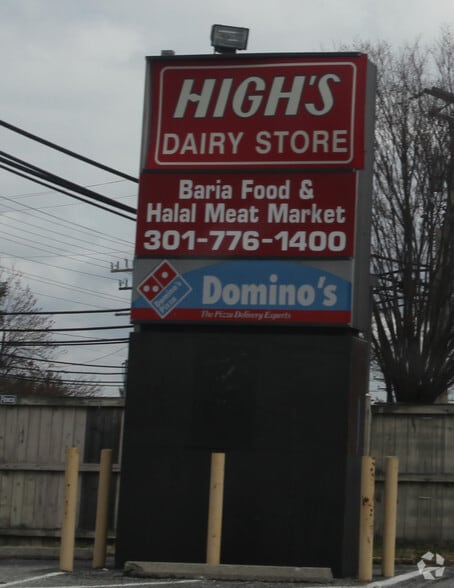 HIGH'S
DAIRY STORE
Baria Food &
Halal Meat Market
301-776-1400
Domino's
Pizza
Domino's
The Pizza Delivery Experts